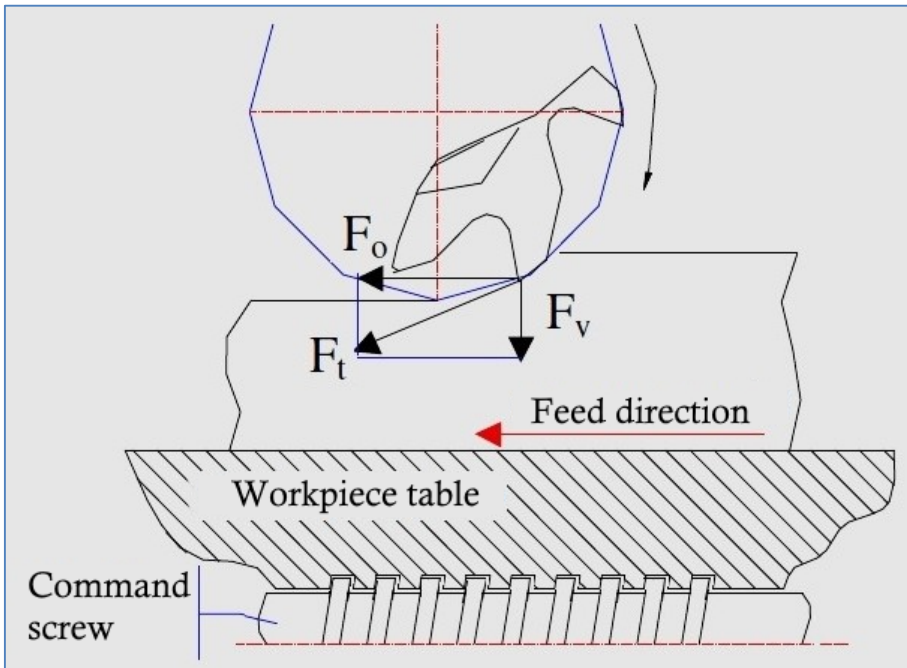 Fo
Fv
Ft
Feed direction
Workpiece table
Command
screw